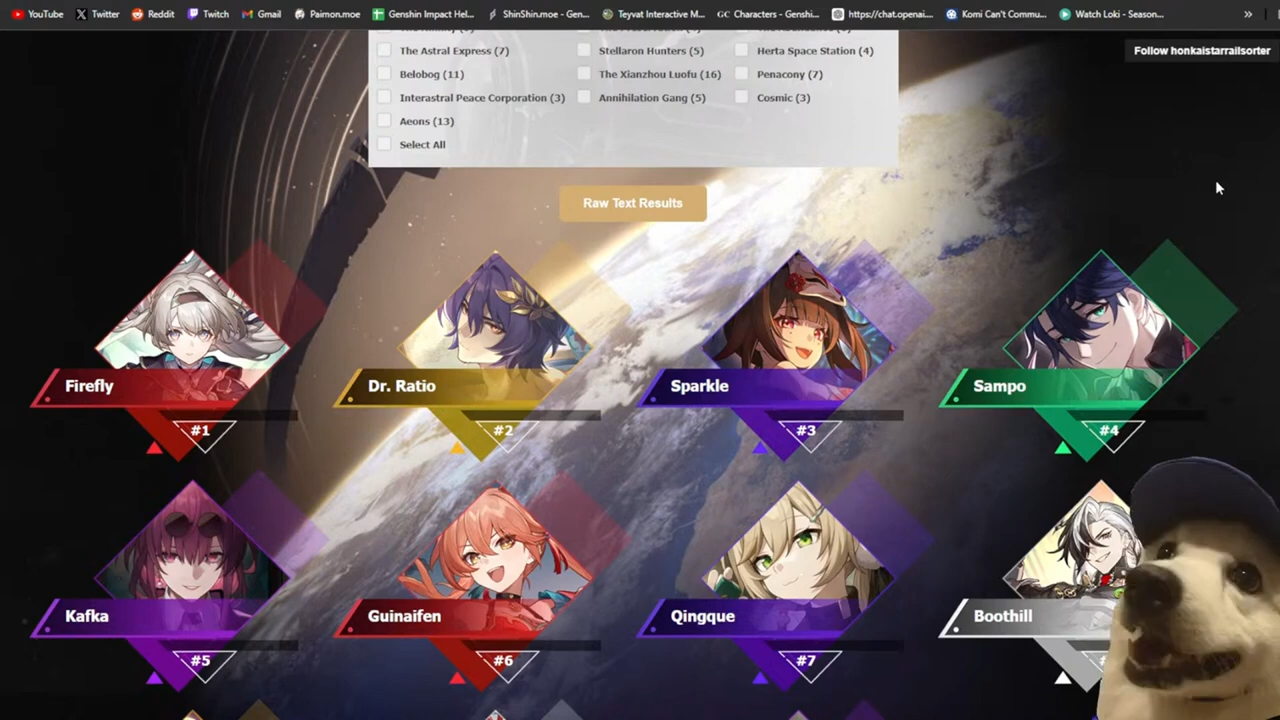 YouTube Twitter Reddit Twitch Gmail Paimon.moe Genshin Impact Hel... ShinShin.moe - Gen... Teyvat Interactive M... GC Characters - Genshi... https://chat.openai.... Komi Can't Commu... Watch Loki - Season... »
Follow honkaistarrailsorter
The Astral Express (7) Stellaron Hunters (5) Herta Space Station (4)
Belobog (11) The Xianzhou Luofu (16) Penacony (7)
Interastral Peace Corporation (3) Annihilation Gang (5) Cosmic (3)
Aeons (13)
Select All
Raw Text Results
Firefly Dr. Ratio Sparkle Sampo
#1 #2 #3 #4
Kafka Guinaifen Qingque Boothill
#5 #6 #7